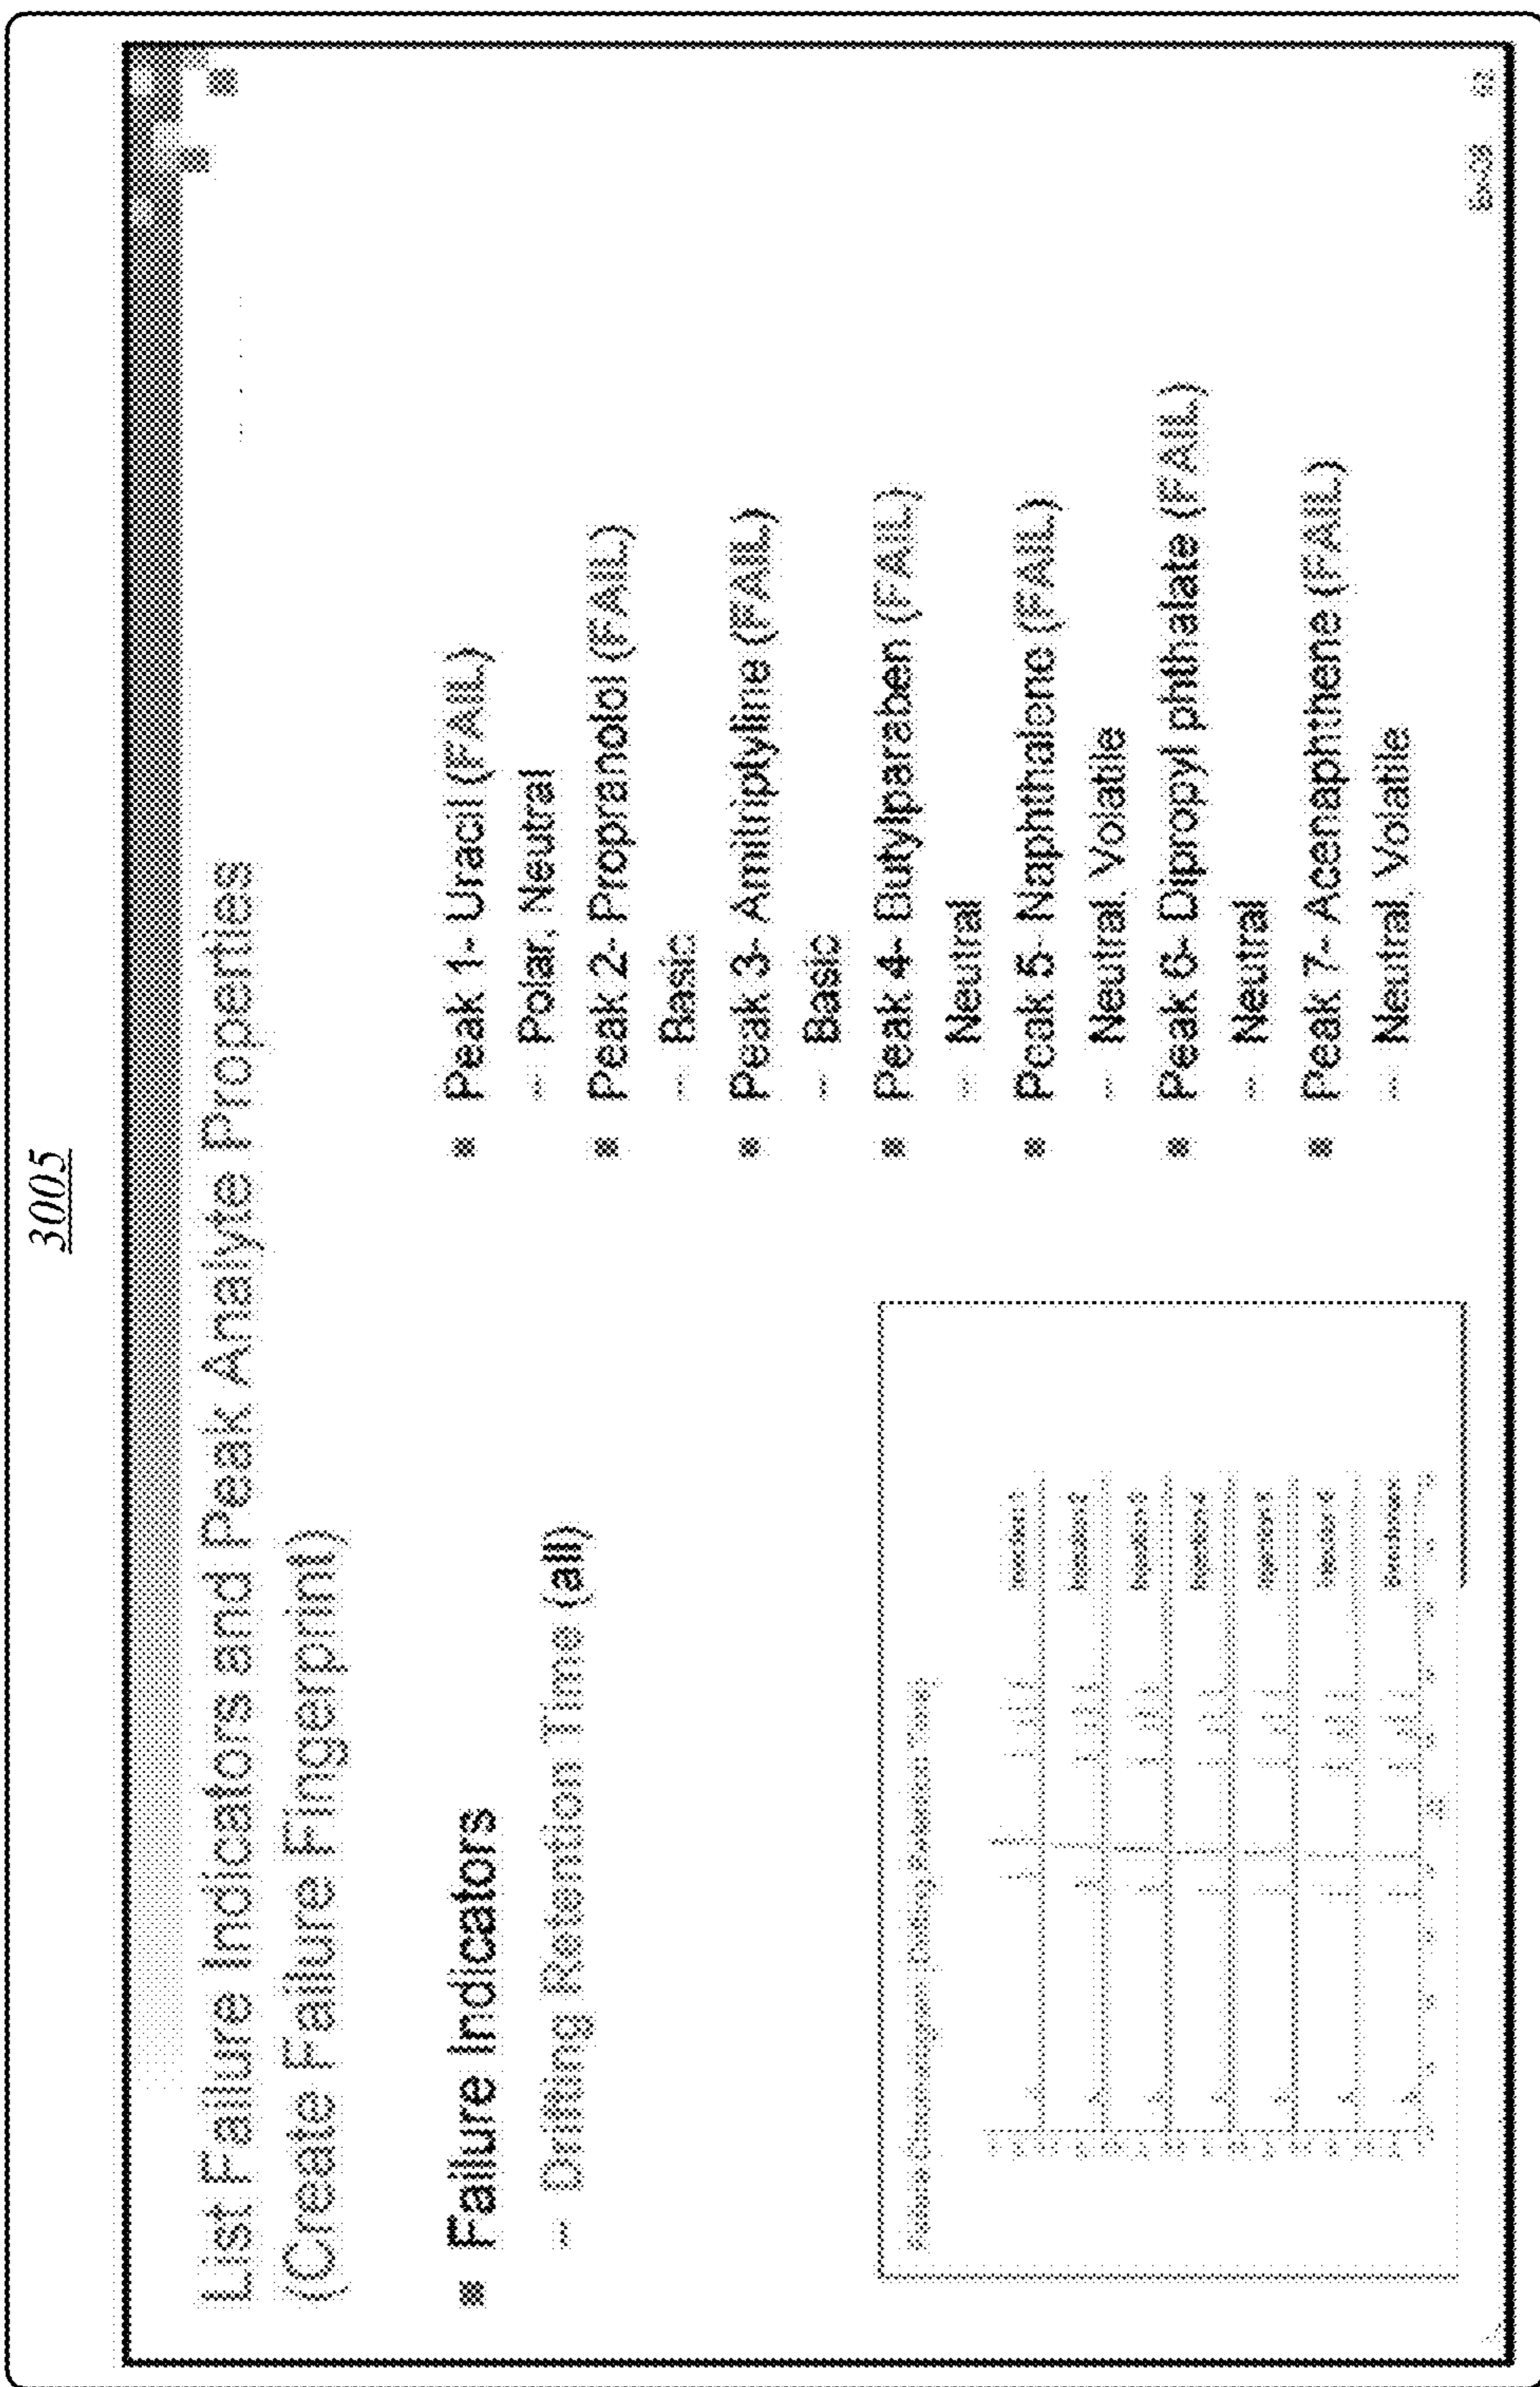 3005
List Failure Indicators and Peak Analyte Properties
(Create Failure Fingerprint)
▪ Failure Indicators
– Drifting Retention Time (all)
▪ Peak 1- Uracil (FAIL)
– Polar, Neutral
▪ Peak 2- Propranolol (FAIL)
– Basic
▪ Peak 3- Amitriptyline (FAIL)
– Basic
▪ Peak 4- Butylparaben (FAIL)
– Neutral
▪ Peak 5- Naphthalene (FAIL)
– Neutral, Volatile
▪ Peak 6- Dipropyl phthalate (FAIL)
– Neutral
▪ Peak 7- Acenaphthene (FAIL)
– Neutral, Volatile